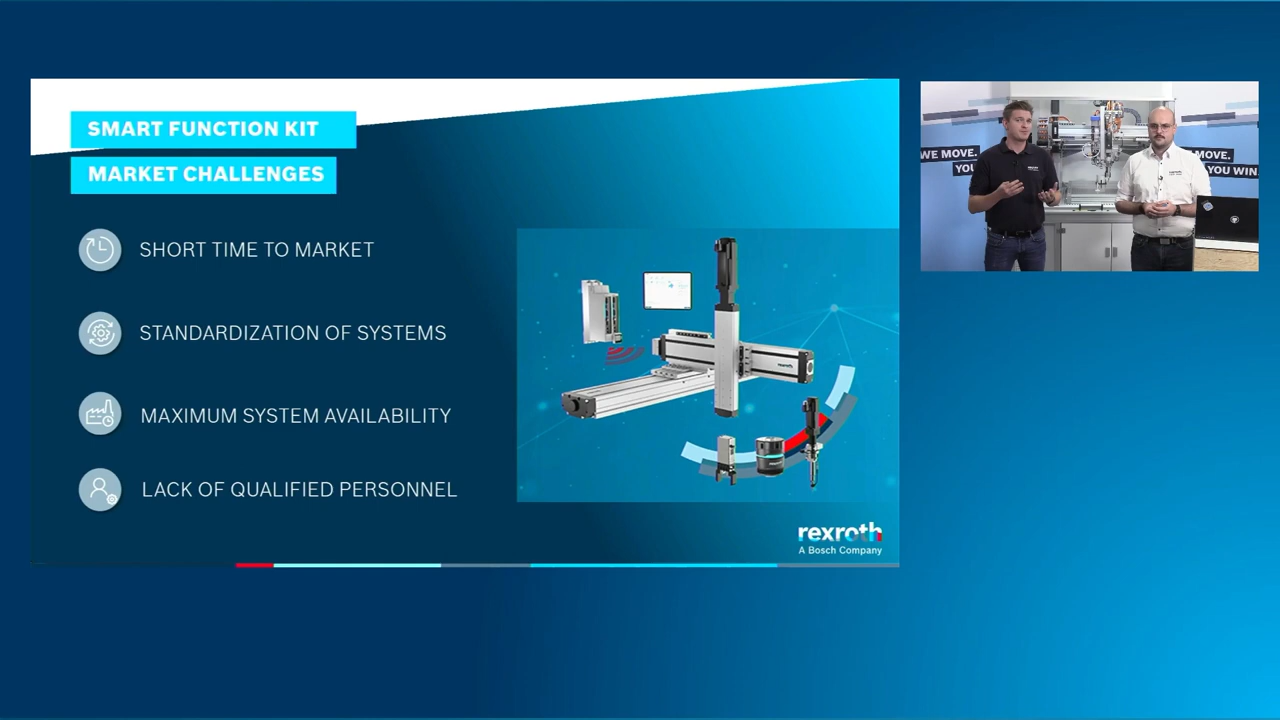 SMART FUNCTION KIT
MARKET CHALLENGES
SHORT TIME TO MARKET
STANDARDIZATION OF SYSTEMS
MAXIMUM SYSTEM AVAILABILITY
LACK OF QUALIFIED PERSONNEL
rexroth
A Bosch Company
WE MOVE.
YOU
MOVE.
YOU WIN.